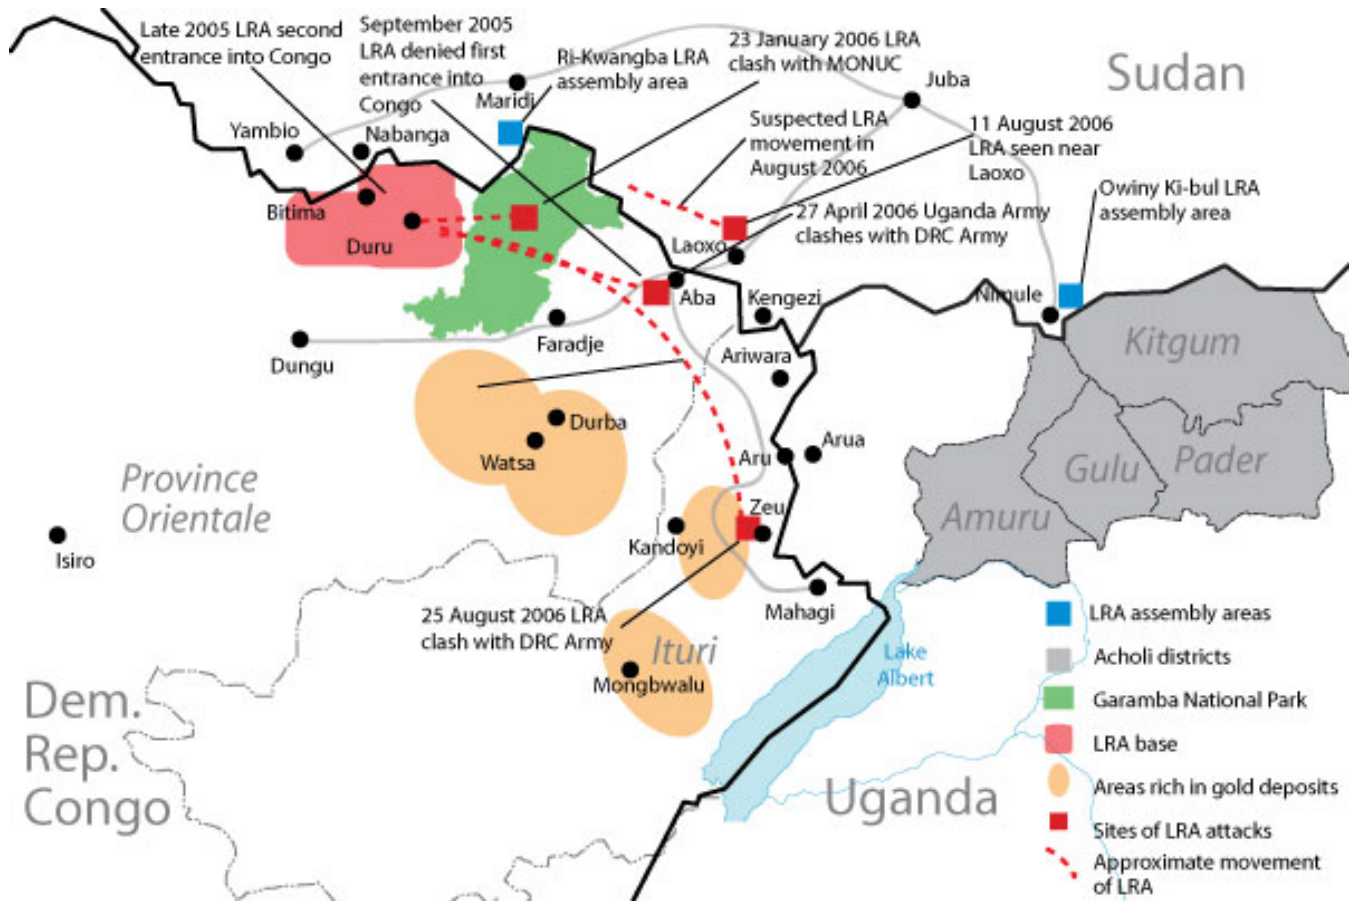 Late 2005 LRA second
entrance into Congo
September 2005
LRA denied first
entrance into
Congo
Ri-Kwangba LRA
assembly area
23 January 2006 LRA
clash with MONUC
Suspected LRA
movement in
August 2006
11 August 2006
LRA seen near
Laoxo
27 April 2006 Uganda Army
clashes with DRC Army
Owiny Ki-bul LRA
assembly area
Sudan
Juba
Maridi
Yambio
Nabanga
Bitima
Duru
Laoxo
Aba
Kengezi
Nimule
Faradje
Dungu
Ariwara
Kitgum
Durba
Watsa
Aru
Arua
Gulu
Pader
Amuru
Province
Orientale
Isiro
Zeu
Kandoyi
Mahagi
25 August 2006 LRA
clash with DRC Army
Ituri
Mongbwalu
Lake
Albert
Dem.
Rep.
Congo
Uganda
LRA assembly areas
Acholi districts
Garamba National Park
LRA base
Areas rich in gold deposits
Sites of LRA attacks
Approximate movement
of LRA